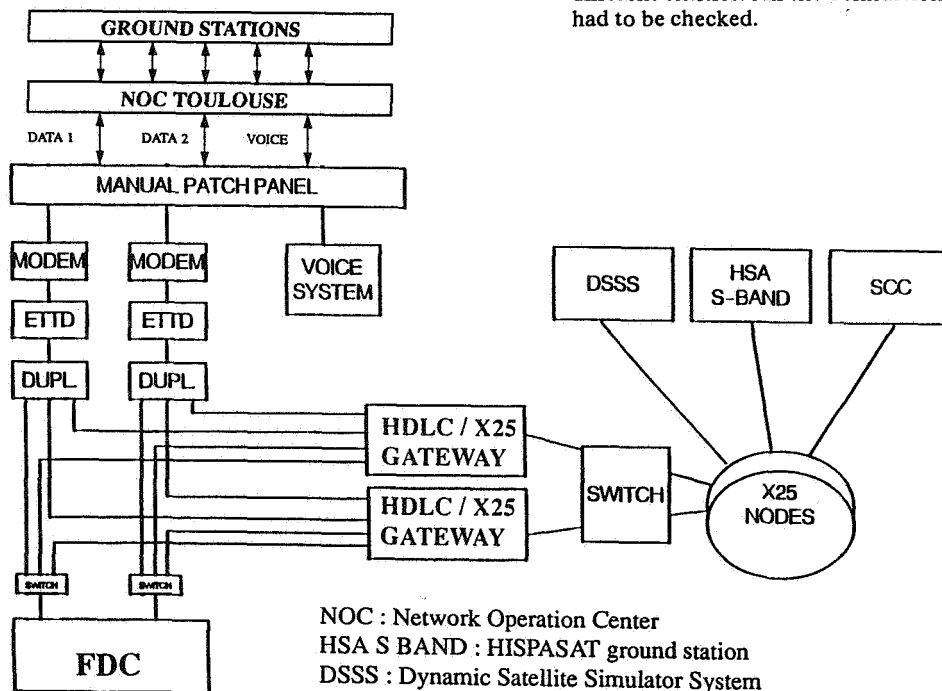 had to be checked.
GROUND STATIONS
NOC TOULOUSE
DATA 1 DATA 2 VOICE
MANUAL PATCH PANEL
MODEM MODEM VOICE SYSTEM
DSSS HSA S-BAND SCC
ETTD ETTD
DUPL DUPL
HDLC / X25
GATEWAY
HDLC / X25
GATEWAY
SWITCH
X25
NODES
SWITCH SWITCH
FDC
NOC : Network Operation Center
HSA S BAND : HISPASAT ground station
DSSS : Dynamic Satellite Simulator System